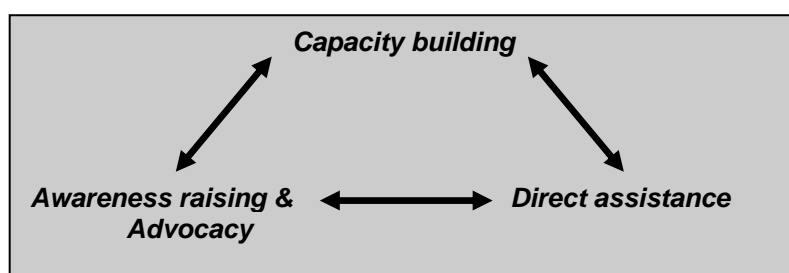 Capacity building
Awareness raising & Direct assistance
Advocacy